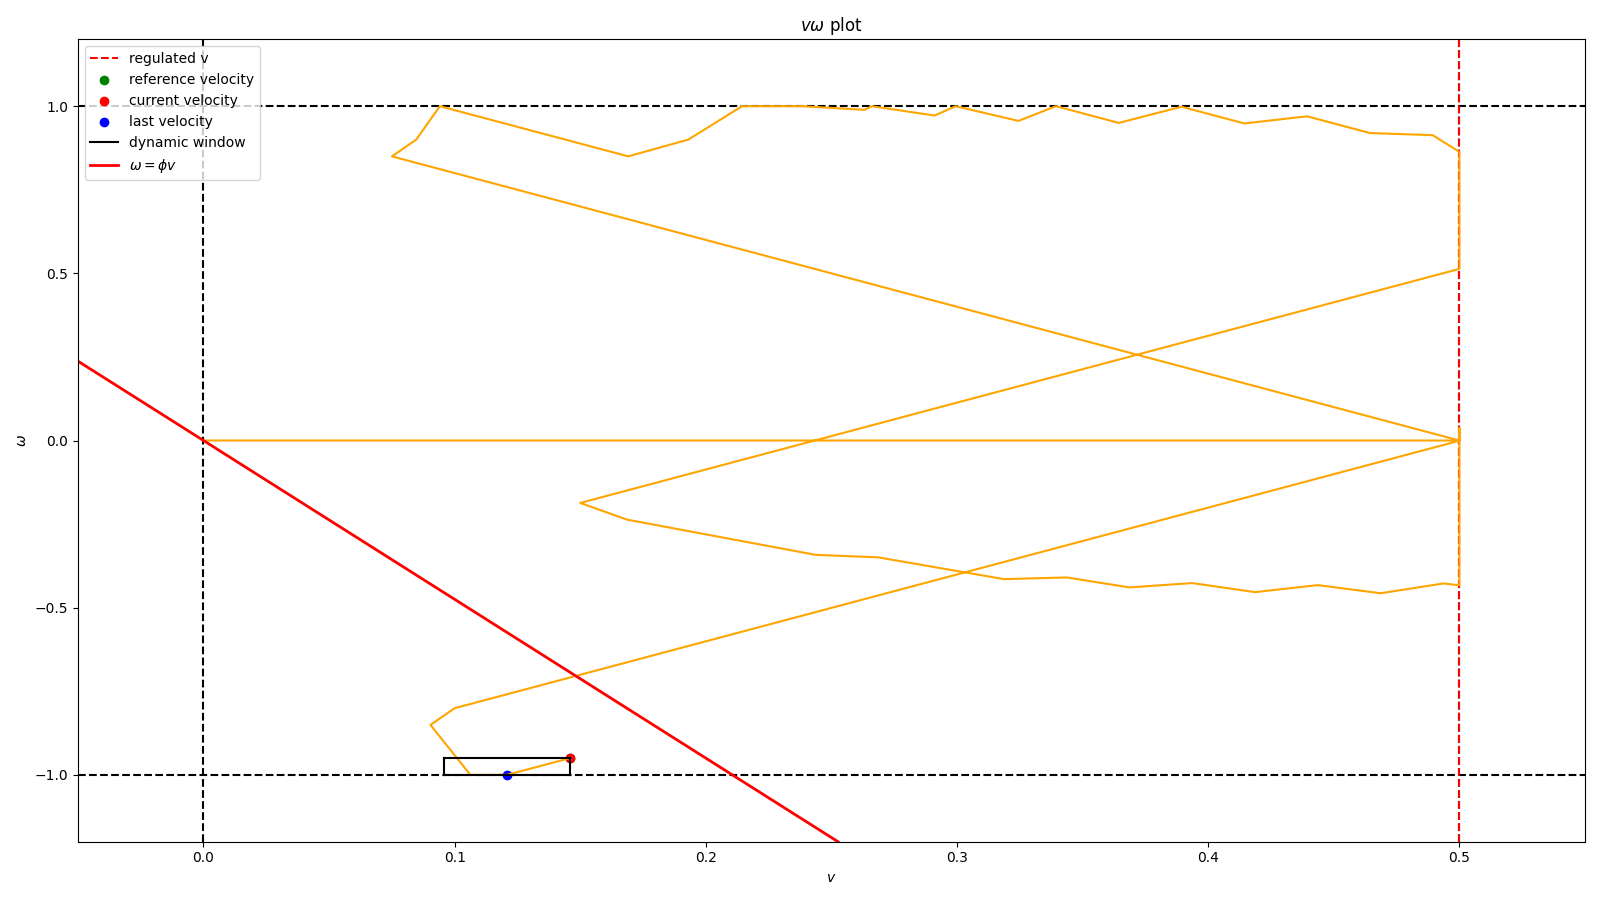 vω plot
regulated v
reference velocity
current velocity
last velocity
dynamic window
ω = ϕv
1.0
0.5
0.0
−0.5
−1.0
ω
0.0
0.1
0.2
0.3
0.4
0.5
v